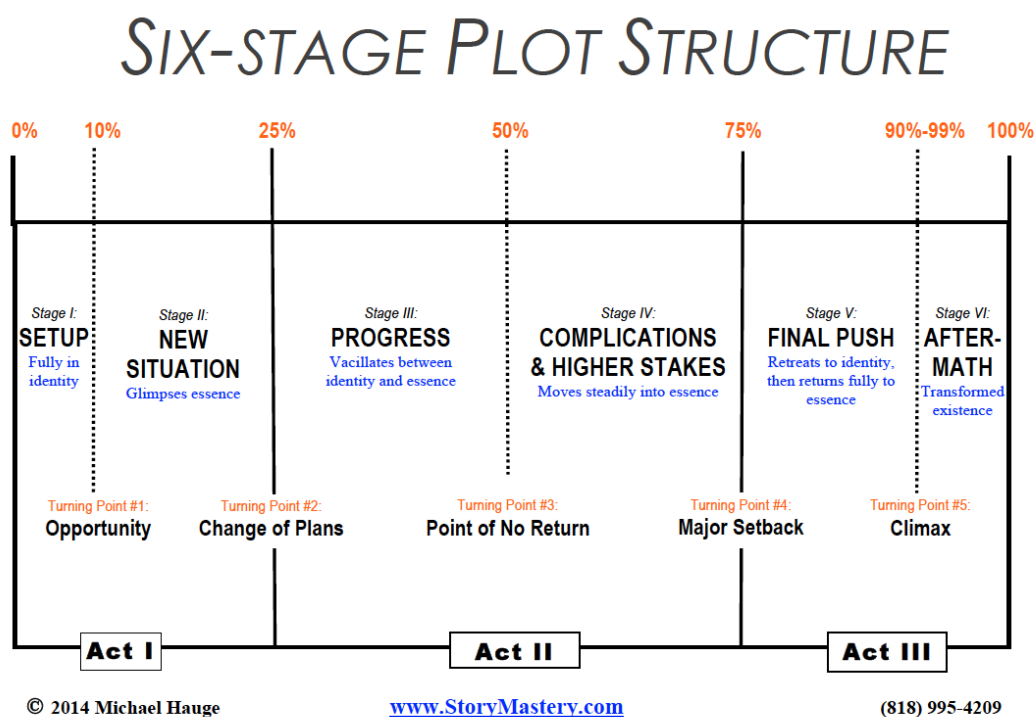 SIX-STAGE PLOT STRUCTURE
0% 10% 25% 50% 75% 90%-99% 100%
Stage I:
SETUP
Fully in
identity
Stage II:
NEW
SITUATION
Glimpses essence
Stage III:
PROGRESS
Vacillates between
identity and essence
Stage IV:
COMPLICATIONS
& HIGHER STAKES
Moves steadily into essence
Stage V:
FINAL PUSH
Retreats to identity,
then returns fully to
essence
Stage VI:
AFTER-
MATH
Transformed
existence
Turning Point #1:
Opportunity
Turning Point #2:
Change of Plans
Turning Point #3:
Point of No Return
Turning Point #4:
Major Setback
Turning Point #5:
Climax
Act I
Act II
Act III
© 2014 Michael Hauge
www.StoryMastery.com
(818) 995-4209